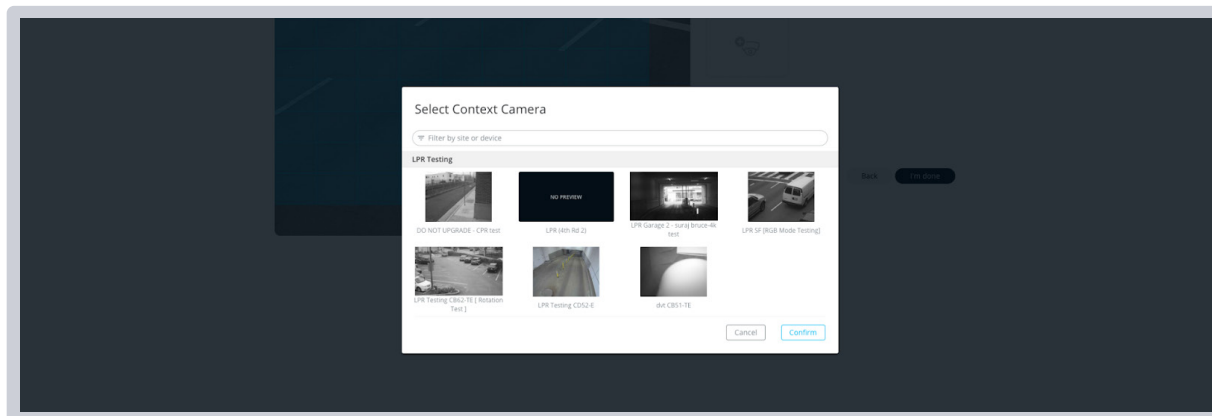 Select Context Camera
Filter by site or device
LPR Testing
NO PREVIEW
DO NOT UPGRADE - CPR test
LPR (4th Rd 2)
LPR Garage 2 - suraj bruce-4k
test
LPR SF [RGB Mode Testing]
LPR Testing CB62-TE [ Rotation
Test ]
LPR Testing CD52-E
dvt CB51-TE
Cancel
Confirm
Back
I'm done